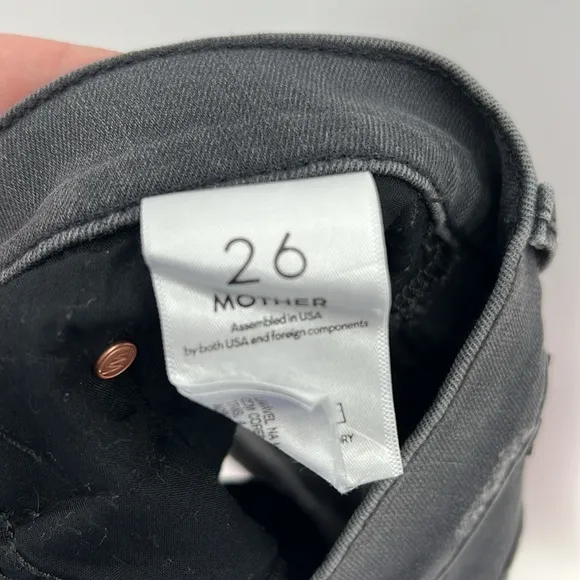 26
MOTHER
Assembled in USA
by both USA and foreign components